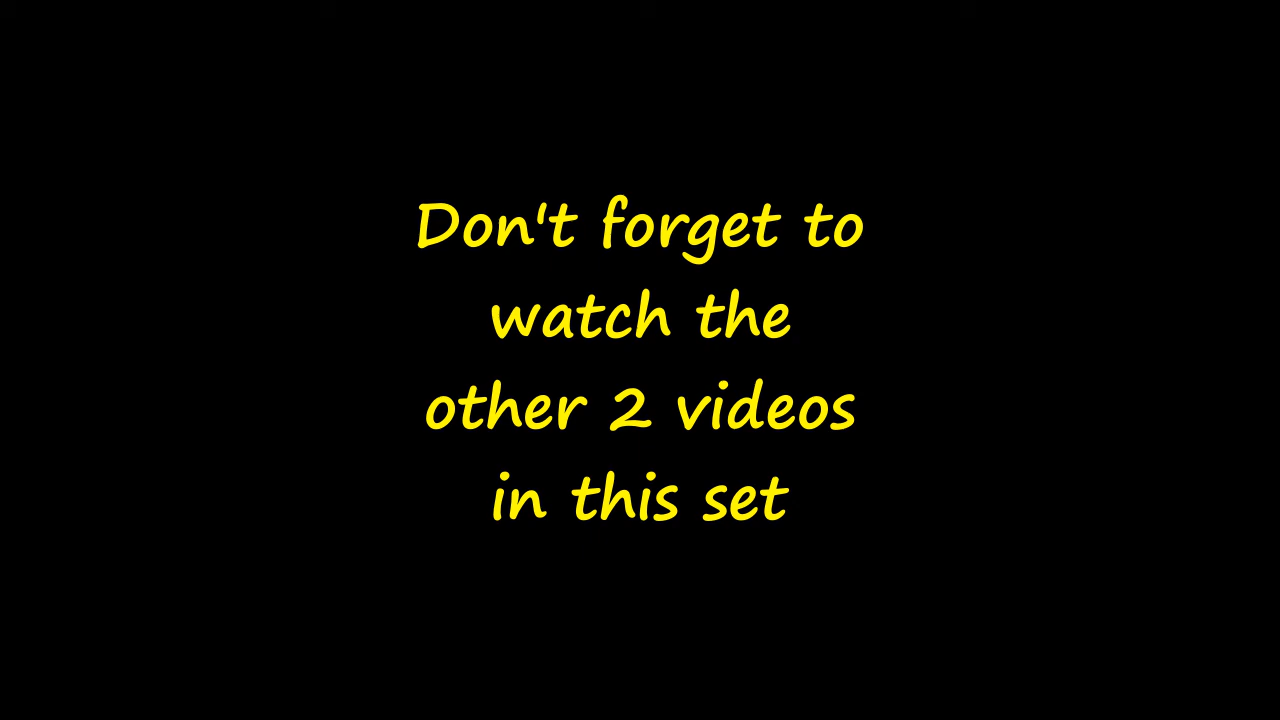 Don't forget to
watch the
other 2 videos
in this set